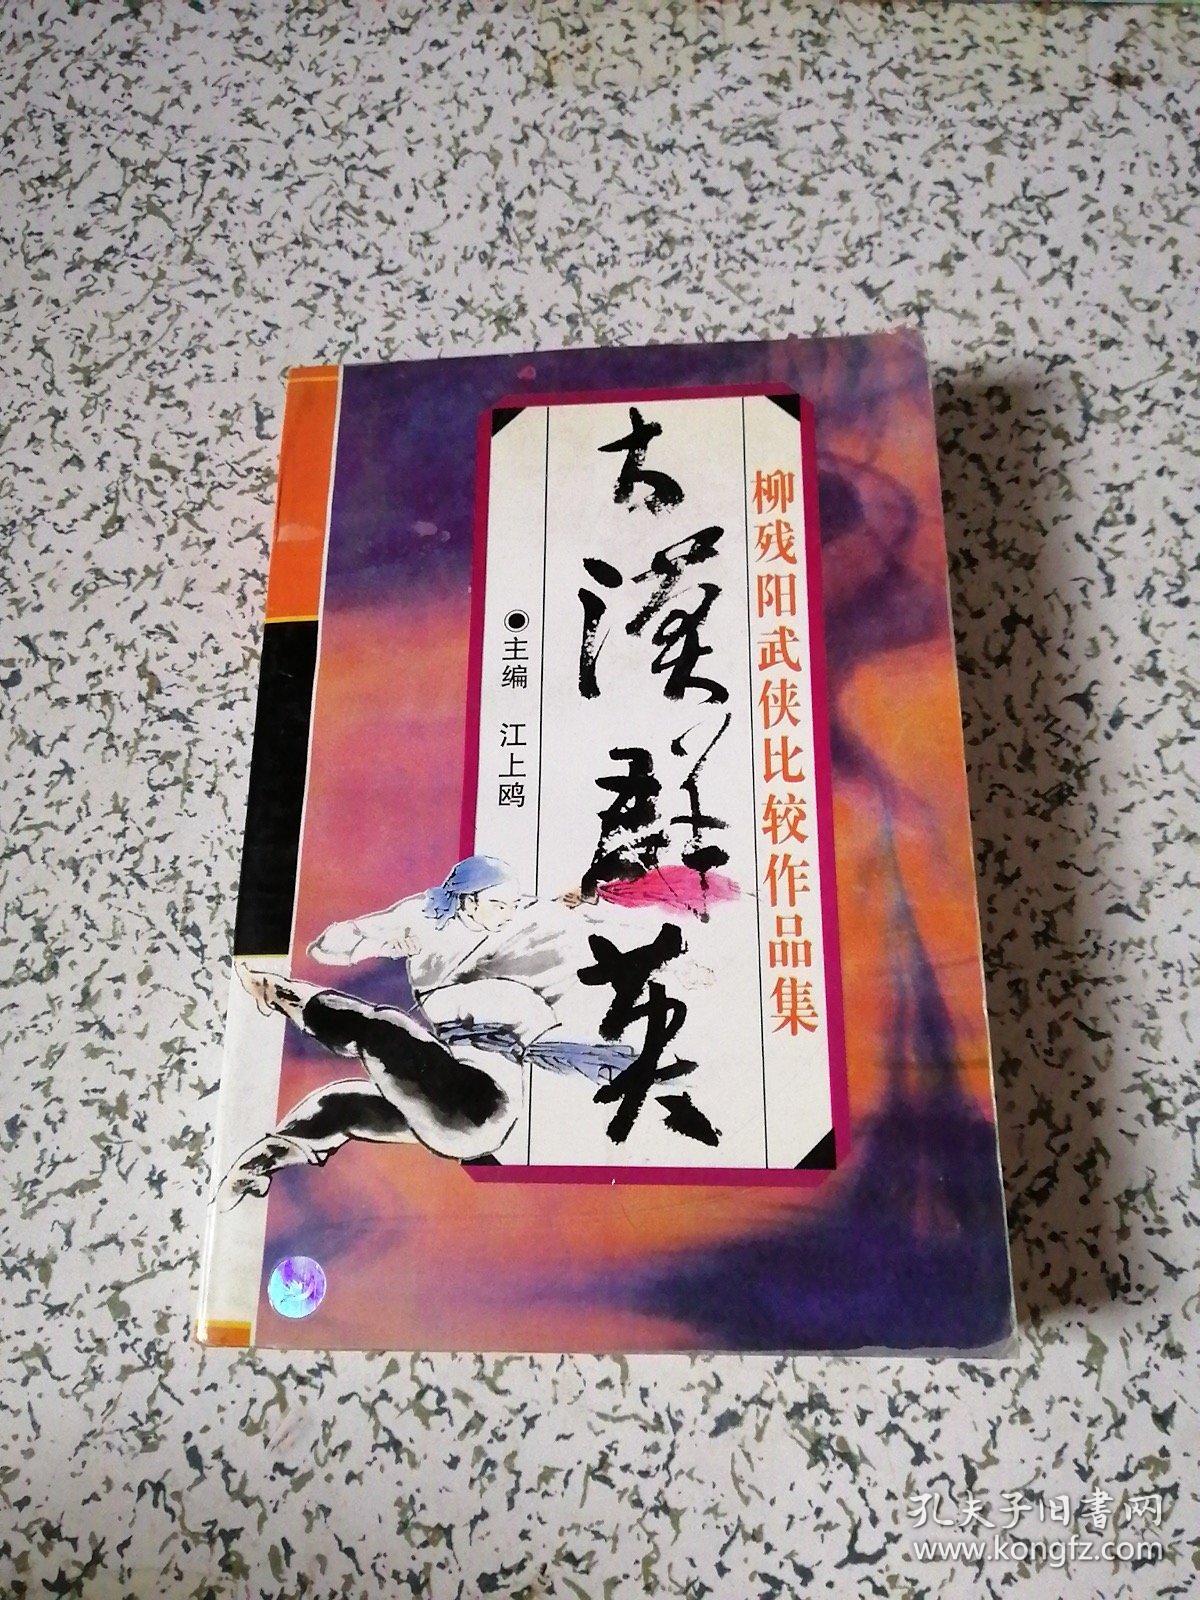 柳残阳武侠比较作品集
大漠群英
●主编 江上鸥
孔夫子旧書网
www.kongfz.com